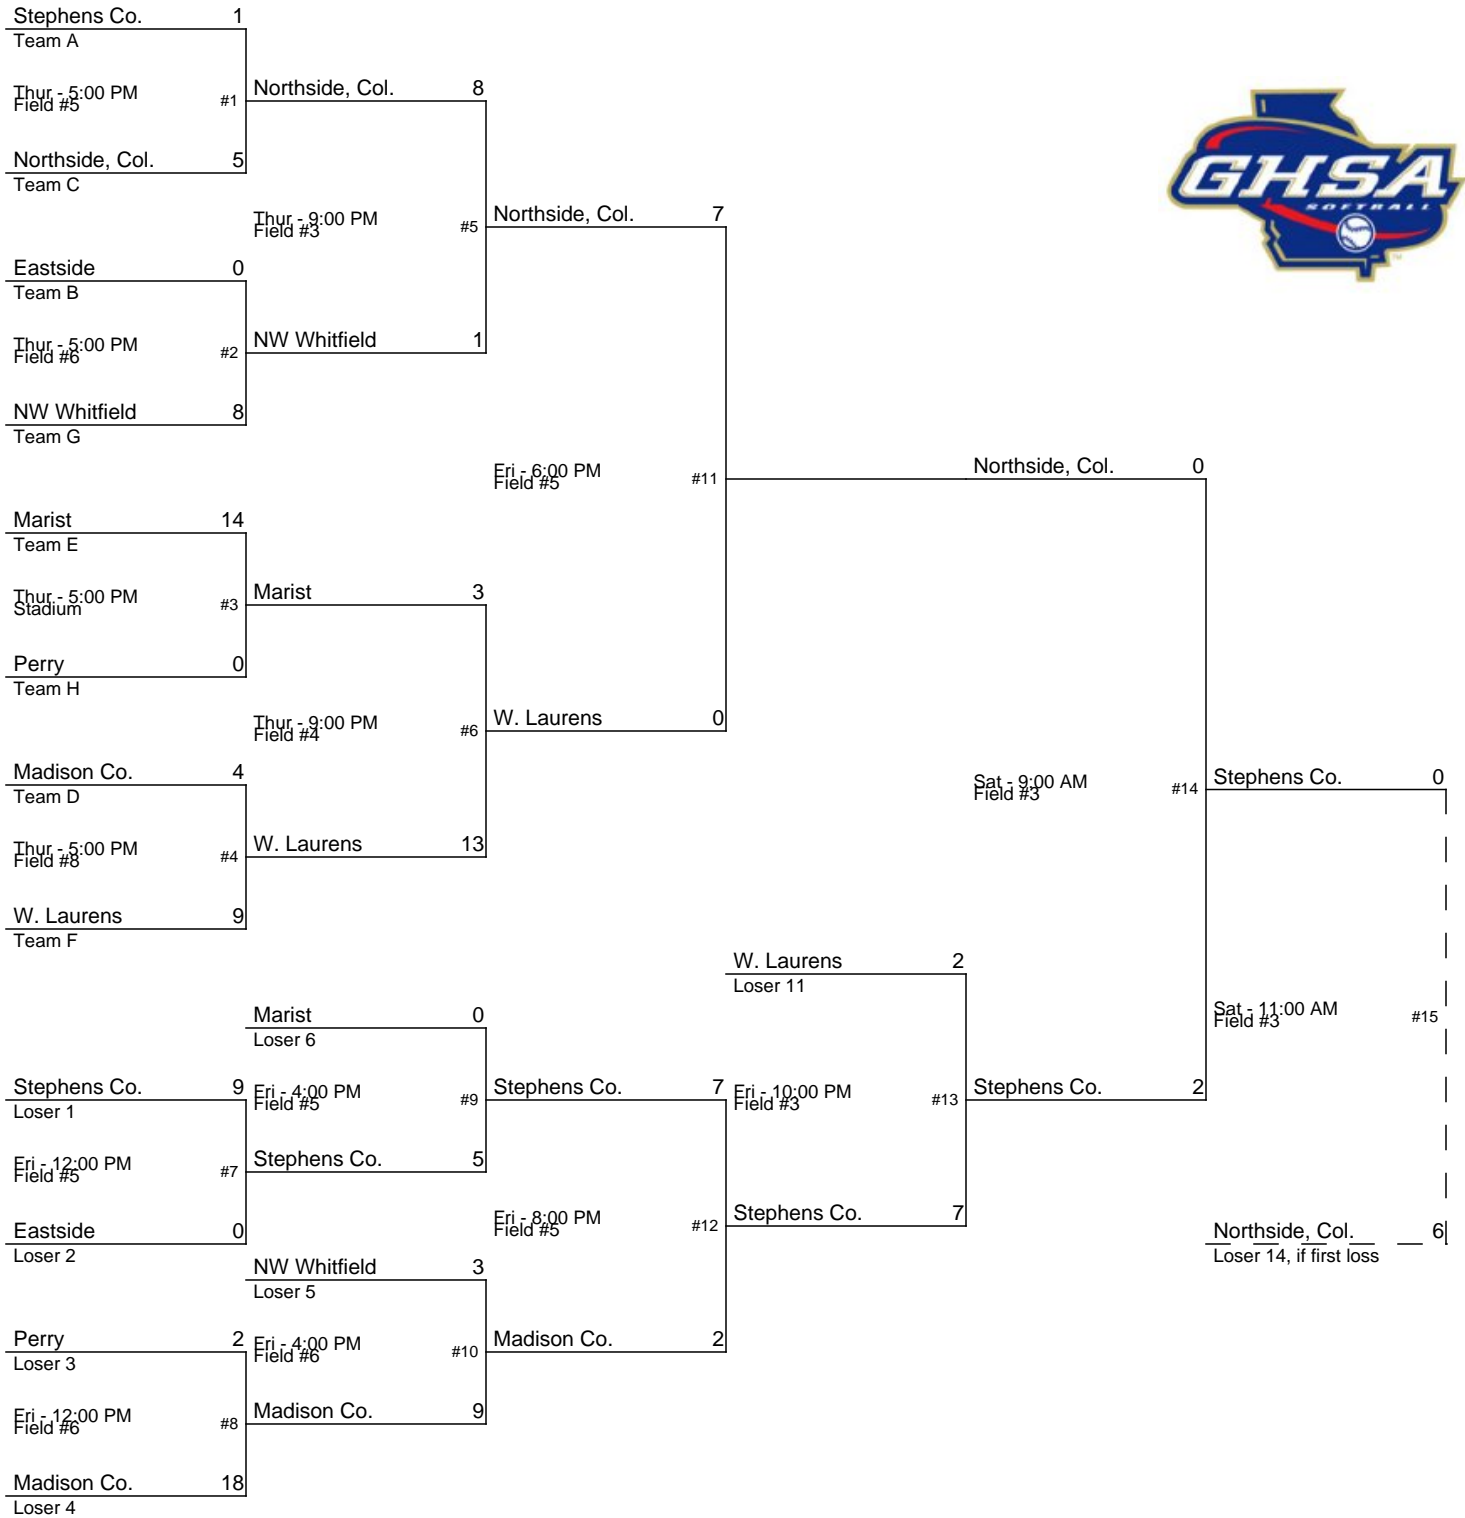 Stephens Co. 1
Team A
Thur - 5:00 PM
Field #5
#1
Northside, Col. 5
Team C
Eastside 0
Team B
Thur - 5:00 PM
Field #6
#2
NW Whitfield 8
Team G
Marist 14
Team E
Thur - 5:00 PM
Stadium
#3
Perry 0
Team H
Madison Co. 4
Team D
Thur - 5:00 PM
Field #8
#4
W. Laurens 9
Team F
Northside, Col. 8
Thur - 9:00 PM
Field #3
#5
NW Whitfield 1
Marist 3
Thur - 9:00 PM
Field #4
#6
W. Laurens 13
Northside, Col. 7
Fri - 6:00 PM
Field #5
#11
W. Laurens 0
Stephens Co. 9
Loser 1
Fri - 12:00 PM
Field #5
#7
Eastside 0
Loser 2
Perry 2
Loser 3
Fri - 12:00 PM
Field #6
#8
Madison Co. 18
Loser 4
Marist 0
Loser 6
Fri - 4:00 PM
Field #5
#9
Stephens Co. 5
NW Whitfield 3
Loser 5
Fri - 4:00 PM
Field #6
#10
Madison Co. 9
Stephens Co. 7
Fri - 8:00 PM
Field #5
#12
Madison Co. 2
W. Laurens 2
Loser 11
Fri - 10:00 PM
Field #3
#13
Stephens Co. 7
Northside, Col. 0
Sat - 9:00 AM
Field #3
#14
Stephens Co. 2
Stephens Co. 0
Sat - 11:00 AM
Field #3
#15
Northside, Col. 6
Loser 14, if first loss
GHSA
SOFTBALL
TM